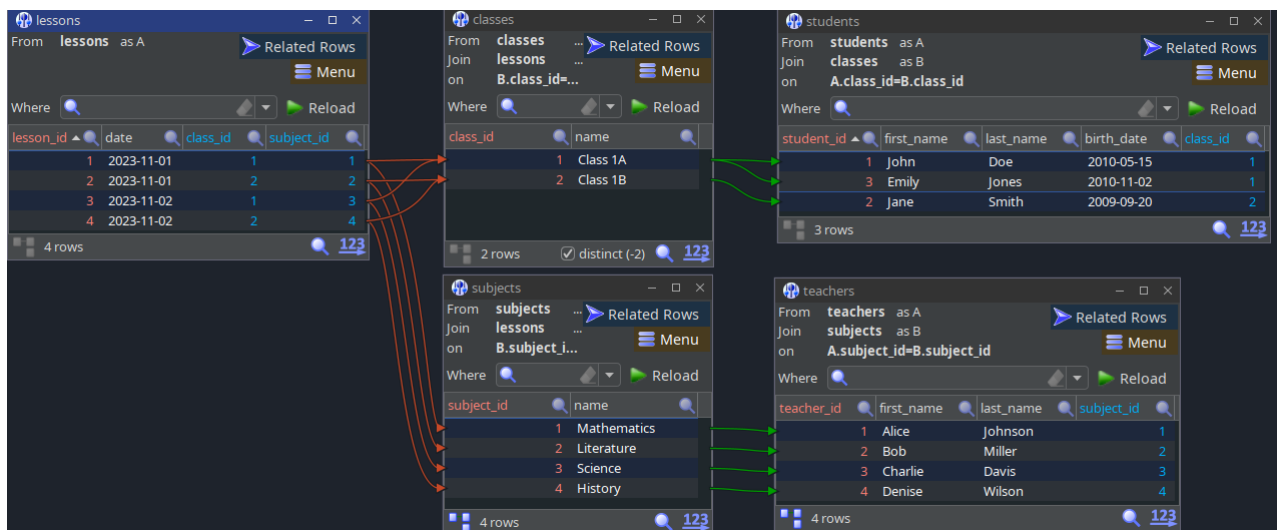 lessons
From lessons as A
Related Rows
Menu
Where Reload
lesson_id date class_id subject_id
1 2023-11-01 1 1
2 2023-11-01 2 2
3 2023-11-02 1 3
4 2023-11-02 2 4
4 rows 123
classes
From classes ... Related Rows
Join lessons ...
Menu
on B.class_id=...
Where Reload
class_id name
1 Class 1A
2 Class 1B
2 rows distinct (-2) 123
students
From students as A Related Rows
Join classes as B
Menu
on A.class_id=B.class_id
Where Reload
student_id first_name last_name birth_date class_id
1 John Doe 2010-05-15 1
3 Emily Jones 2010-11-02 1
2 Jane Smith 2009-09-20 2
3 rows 123
subjects
From subjects ... Related Rows
Join lessons ...
Menu
on B.subject_i...
Where Reload
subject_id name
1 Mathematics
2 Literature
3 Science
4 History
4 rows 123
teachers
From teachers as A Related Rows
Join subjects as B
Menu
on A.subject_id=B.subject_id
Where Reload
teacher_id first_name last_name subject_id
1 Alice Johnson 1
2 Bob Miller 2
3 Charlie Davis 3
4 Denise Wilson 4
4 rows 123